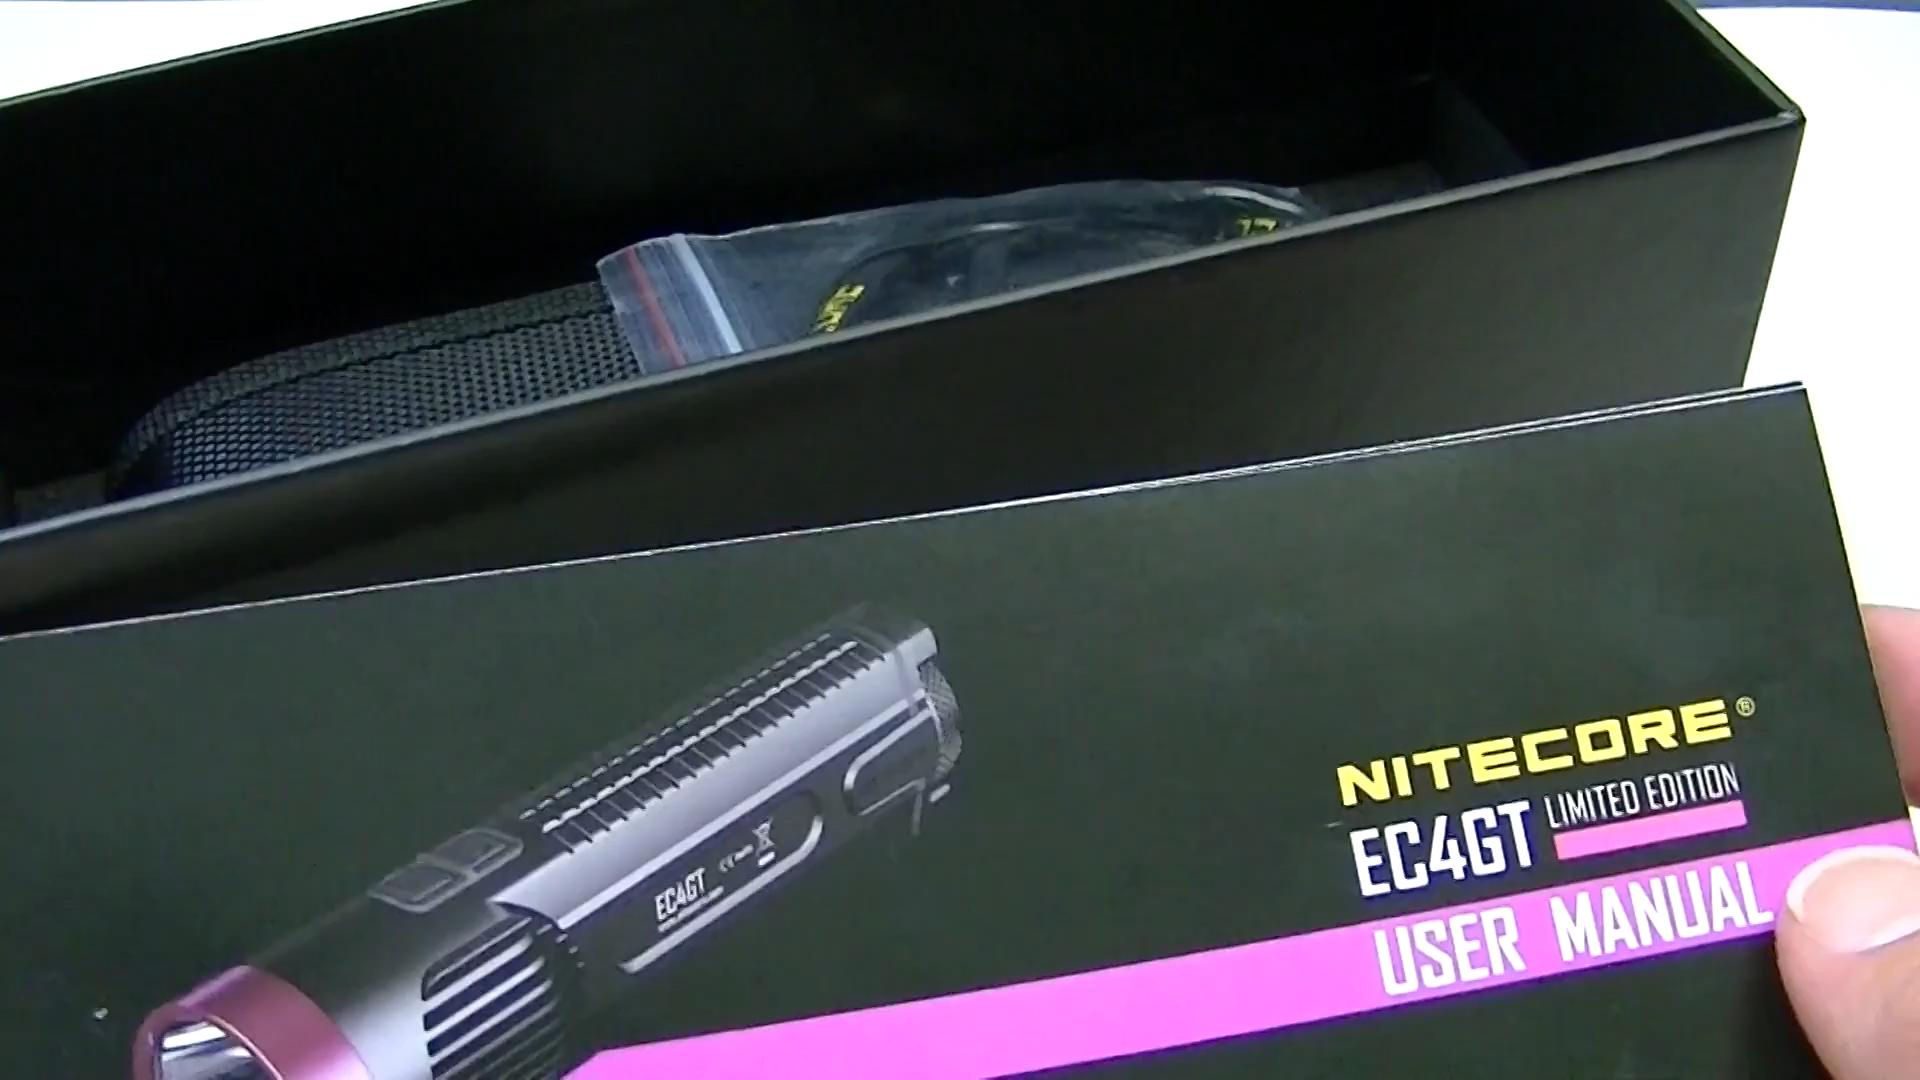 NITECORE®
EC4GT LIMITED EDITION
USER MANUAL
EC4GT